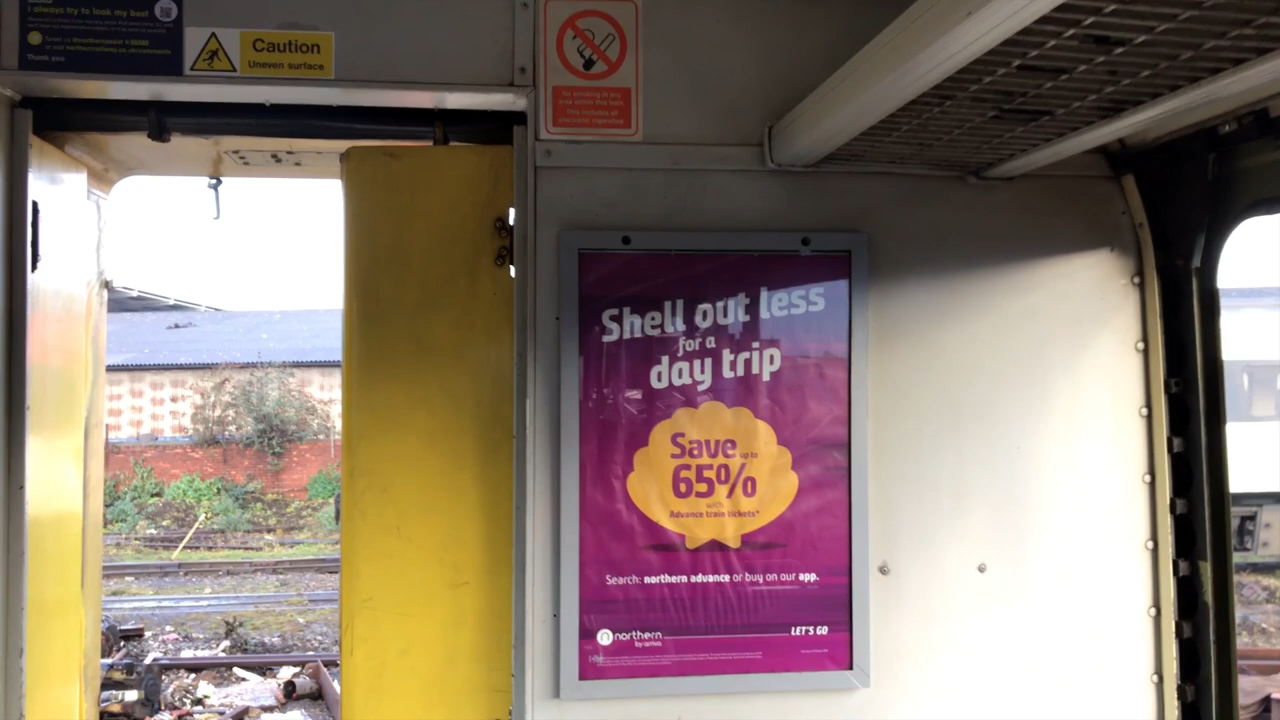 I always try to look my best!
Thank you
Caution
Uneven surface
No smoking in any
area within this train
This includes all
electronic cigarettes
Shell out less
for a
day trip
Save up to
65%
with
Advance train tickets*
Search: northern advance or buy on our app.
northern
by arriva
LET'S GO